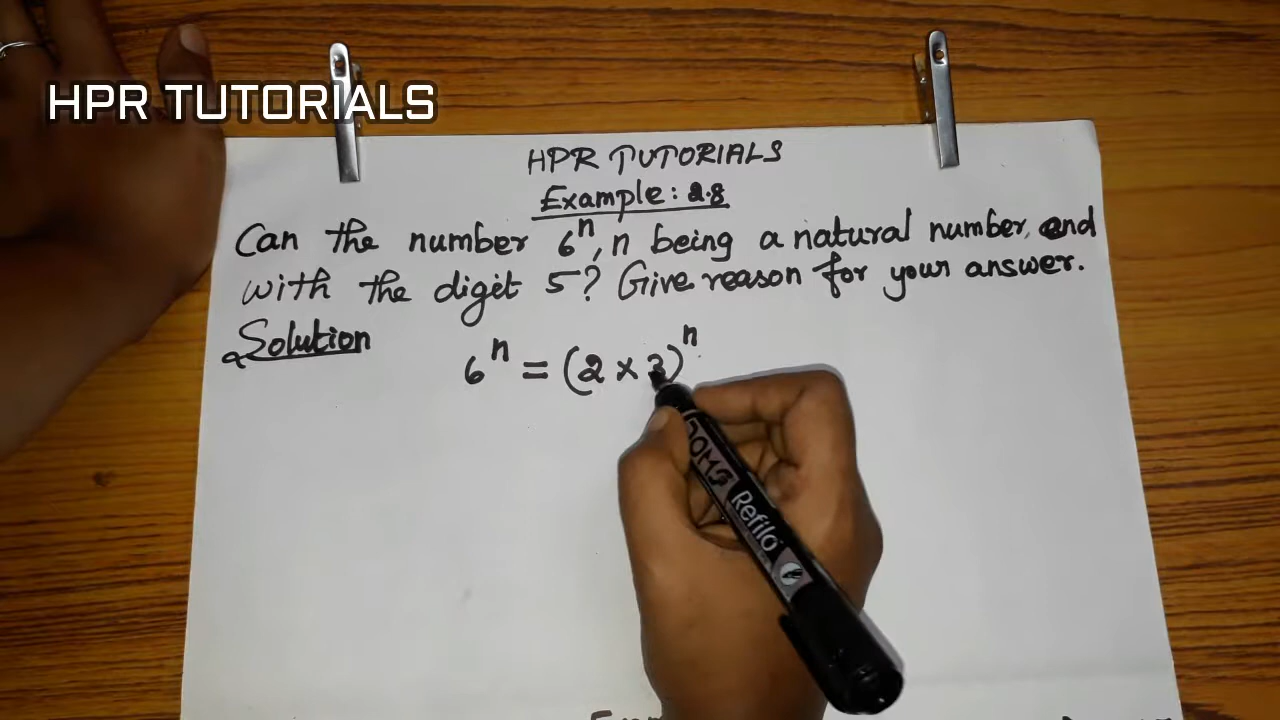 HPR TUTORIALS
HPR TUTORIALS
Example: 2.8
Can the number 6ⁿ, n being a natural number, end
with the digit 5? Give reason for your answer.
Solution
6ⁿ = (2 × 3)ⁿ
DOMS Refilo